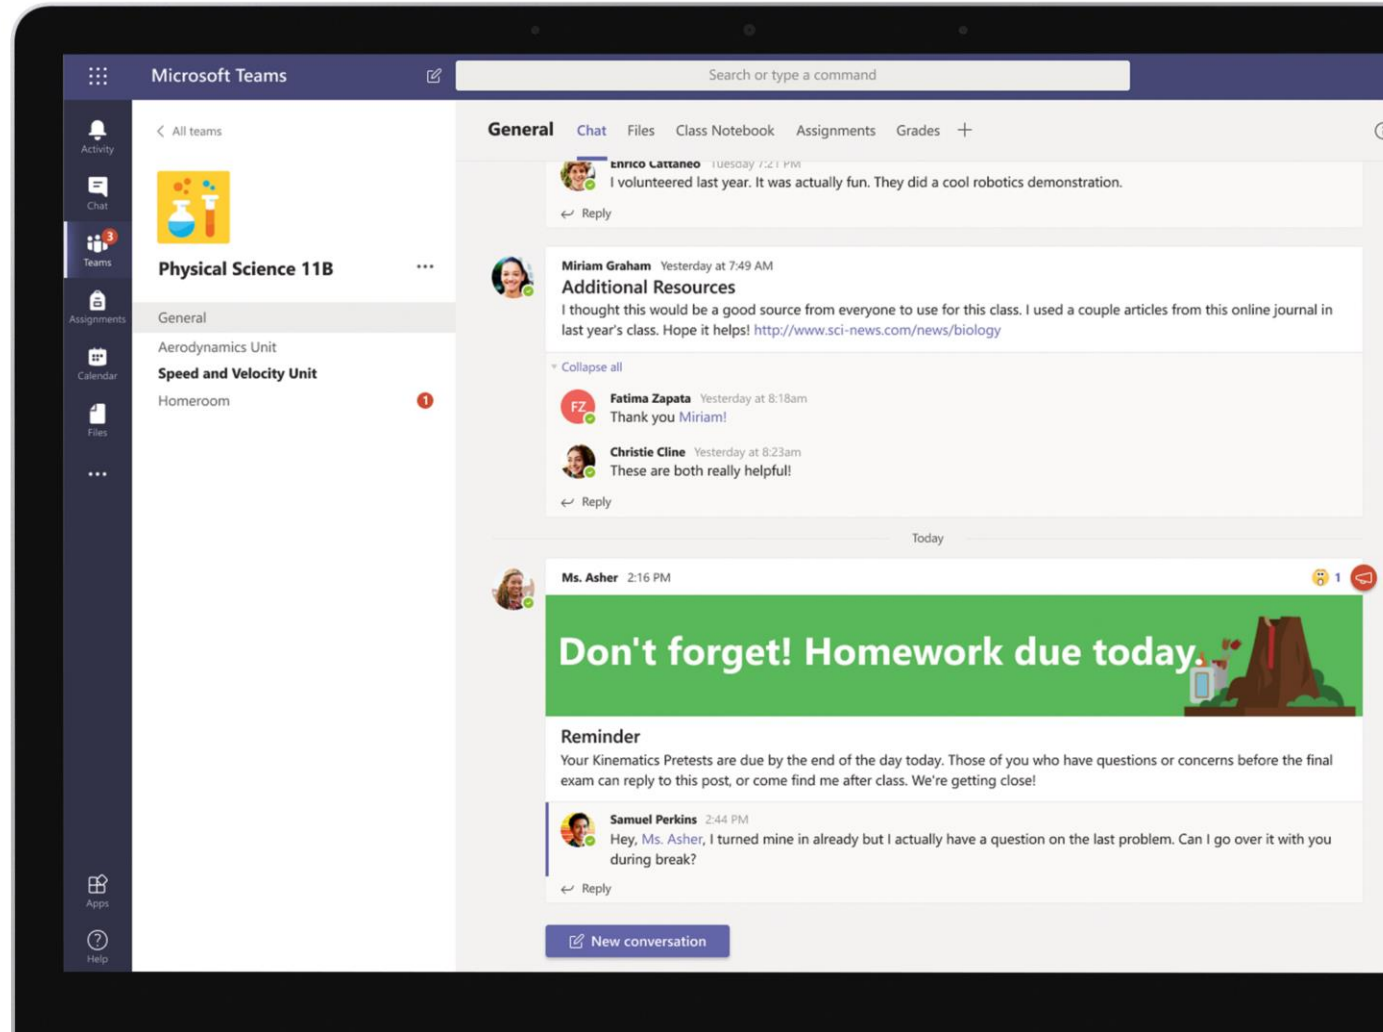 Microsoft Teams
Search or type a command
Activity
Chat
3
Teams
Assignments
Calendar
Files
Apps
Help
All teams
Physical Science 11B
General
Aerodynamics Unit
Speed and Velocity Unit
Homeroom
1
General Chat Files Class Notebook Assignments Grades
Enrico Cattaneo Tuesday 7:21 PM
I volunteered last year. It was actually fun. They did a cool robotics demonstration.
Reply
Miriam Graham Yesterday at 7:49 AM
Additional Resources
I thought this would be a good source from everyone to use for this class. I used a couple articles from this online journal in
last year's class. Hope it helps! http://www.sci-news.com/news/biology
Collapse all
FZ
Fatima Zapata Yesterday at 8:18am
Thank you Miriam!
Christie Cline Yesterday at 8:23am
These are both really helpful!
Reply
Today
Ms. Asher 2:16 PM
1
Don't forget! Homework due today.
Reminder
Your Kinematics Pretests are due by the end of the day today. Those of you who have questions or concerns before the final
exam can reply to this post, or come find me after class. We're getting close!
Samuel Perkins 2:44 PM
Hey, Ms. Asher, I turned mine in already but I actually have a question on the last problem. Can I go over it with you
during break?
Reply
New conversation